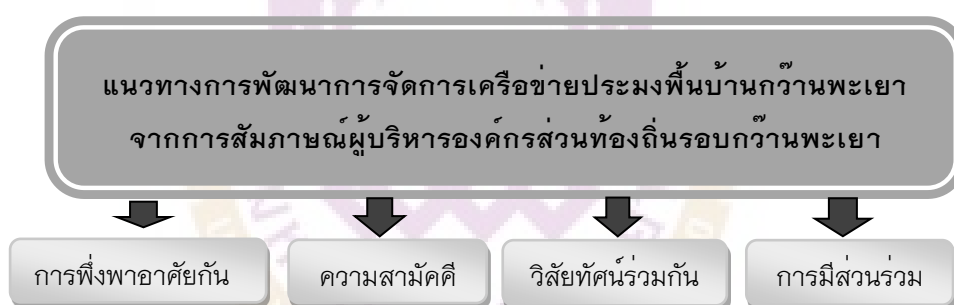 แนวทางการพัฒนาการจัดการเครือข่ายประมงพื้นบ้านกว๊านพะเยา
จากการสัมภาษณ์ผู้บริหารองค์กรส่วนท้องถิ่นรอบกว๊านพะเยา
การพึ่งพาอาศัยกัน
ความสามัคคี
วิสัยทัศน์ร่วมกัน
การมีส่วนร่วม